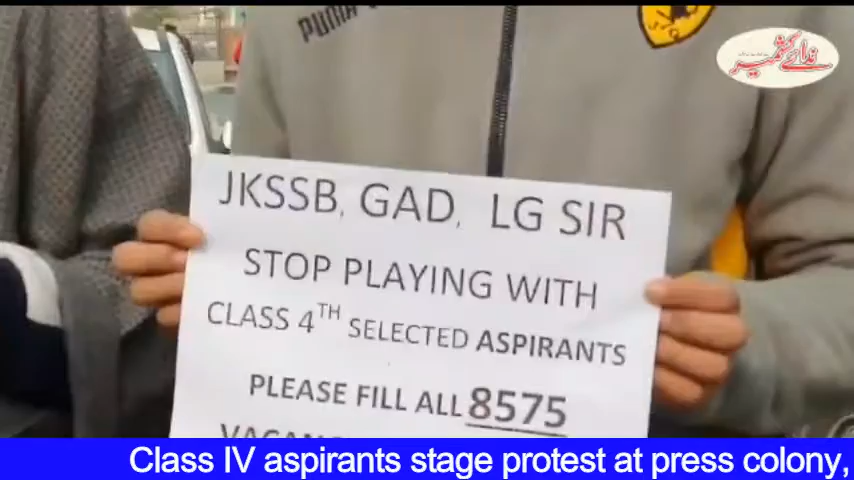 PUMA
ندائے کشمیر
JKSSB, GAD, LG SIR
STOP PLAYING WITH
CLASS 4TH SELECTED ASPIRANTS
PLEASE FILL ALL 8575
Class IV aspirants stage protest at press colony,